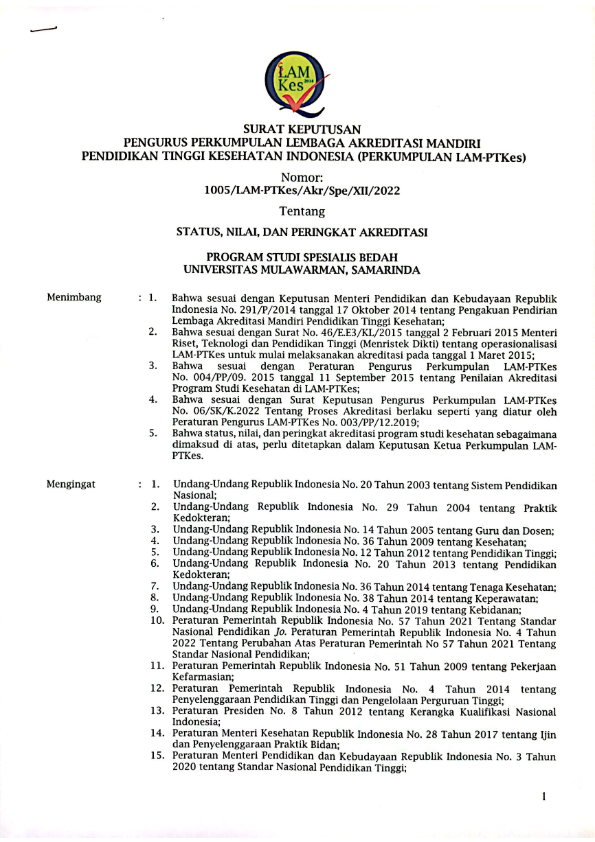 LAM
Kes 2014
SURAT KEPUTUSAN
PENGURUS PERKUMPULAN LEMBAGA AKREDITASI MANDIRI
PENDIDIKAN TINGGI KESEHATAN INDONESIA (PERKUMPULAN LAM-PTKes)
Nomor:
1005/LAM-PTKes/Akr/Spe/XII/2022
Tentang
STATUS, NILAI, DAN PERINGKAT AKREDITASI
PROGRAM STUDI SPESIALIS BEDAH
UNIVERSITAS MULAWARMAN, SAMARINDA
Menimbang : 1. Bahwa sesuai dengan Keputusan Menteri Pendidikan dan Kebudayaan Republik
Indonesia No. 291/P/2014 tanggal 17 Oktober 2014 tentang Pengakuan Pendirian
Lembaga Akreditasi Mandiri Pendidikan Tinggi Kesehatan;
2. Bahwa sesuai dengan Surat No. 46/E.E3/KL/2015 tanggal 2 Februari 2015 Menteri
Riset, Teknologi dan Pendidikan Tinggi (Menristek Dikti) tentang operasionalisasi
LAM-PTKes untuk mulai melaksanakan akreditasi pada tanggal 1 Maret 2015;
3. Bahwa sesuai dengan Peraturan Pengurus Perkumpulan LAM-PTKes
No. 004/PP/09. 2015 tanggal 11 September 2015 tentang Penilaian Akreditasi
Program Studi Kesehatan di LAM-PTKes;
4. Bahwa sesuai dengan Surat Keputusan Pengurus Perkumpulan LAM-PTKes
No. 06/SK/K.2022 Tentang Proses Akreditasi berlaku seperti yang diatur oleh
Peraturan Pengurus LAM-PTKes No. 003/PP/12.2019;
5. Bahwa status, nilai, dan peringkat akreditasi program studi kesehatan sebagaimana
dimaksud di atas, perlu ditetapkan dalam Keputusan Ketua Perkumpulan LAM-
PTKes.
Mengingat : 1. Undang-Undang Republik Indonesia No. 20 Tahun 2003 tentang Sistem Pendidikan
Nasional;
2. Undang-Undang Republik Indonesia No. 29 Tahun 2004 tentang Praktik
Kedokteran;
3. Undang-Undang Republik Indonesia No. 14 Tahun 2005 tentang Guru dan Dosen;
4. Undang-Undang Republik Indonesia No. 36 Tahun 2009 tentang Kesehatan;
5. Undang-Undang Republik Indonesia No. 12 Tahun 2012 tentang Pendidikan Tinggi;
6. Undang-Undang Republik Indonesia No. 20 Tahun 2013 tentang Pendidikan
Kedokteran;
7. Undang-Undang Republik Indonesia No. 36 Tahun 2014 tentang Tenaga Kesehatan;
8. Undang-Undang Republik Indonesia No. 38 Tahun 2014 tentang Keperawatan;
9. Undang-Undang Republik Indonesia No. 4 Tahun 2019 tentang Kebidanan;
10. Peraturan Pemerintah Republik Indonesia No. 57 Tahun 2021 Tentang Standar
Nasional Pendidikan Jo. Peraturan Pemerintah Republik Indonesia No. 4 Tahun
2022 Tentang Perubahan Atas Peraturan Pemerintah No 57 Tahun 2021 Tentang
Standar Nasional Pendidikan;
11. Peraturan Pemerintah Republik Indonesia No. 51 Tahun 2009 tentang Pekerjaan
Kefarmasian;
12. Peraturan Pemerintah Republik Indonesia No. 4 Tahun 2014 tentang
Penyelenggaraan Pendidikan Tinggi dan Pengelolaan Perguruan Tinggi;
13. Peraturan Presiden No. 8 Tahun 2012 tentang Kerangka Kualifikasi Nasional
Indonesia;
14. Peraturan Menteri Kesehatan Republik Indonesia No. 28 Tahun 2017 tentang Ijin
dan Penyelenggaraan Praktik Bidan;
15. Peraturan Menteri Pendidikan dan Kebudayaan Republik Indonesia No. 3 Tahun
2020 tentang Standar Nasional Pendidikan Tinggi;
1